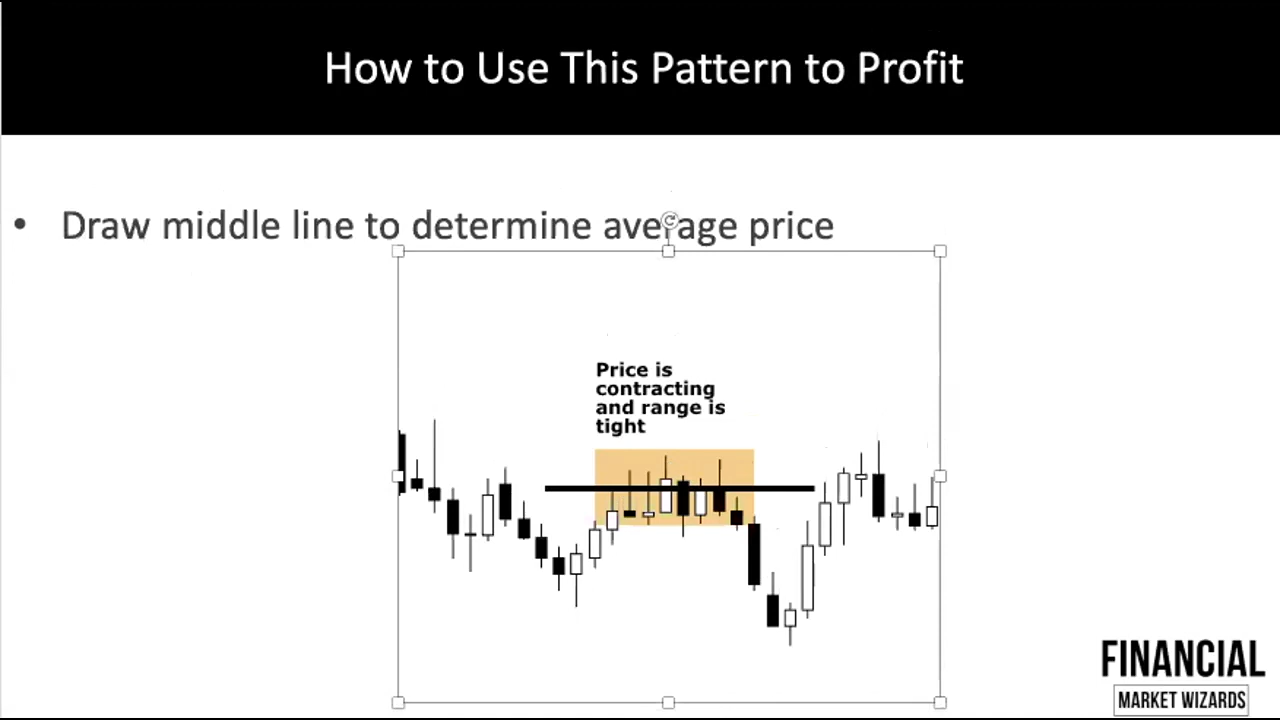 How to Use This Pattern to Profit
• Draw middle line to determine average price
Price is
contracting
and range is
tight
FINANCIAL
MARKET WIZARDS